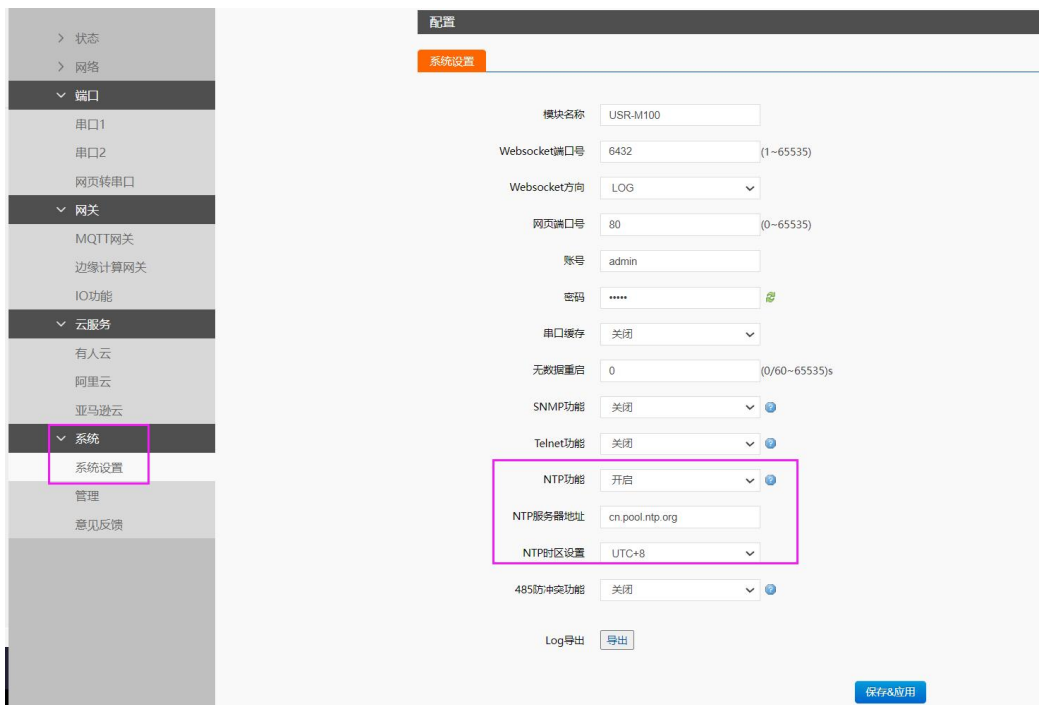 状态
网络
端口
串口1
串口2
网页转串口
网关
MQTT网关
边缘计算网关
IO功能
云服务
有人云
阿里云
亚马逊云
系统
系统设置
管理
意见反馈
配置
系统设置
模块名称 USR-M100
Websocket端口号 6432 (1~65535)
Websocket方向 LOG
网页端口号 80 (0~65535)
账号 admin
密码 •••••
串口缓存 关闭
无数据重启 0 (0/60~65535)s
SNMP功能 关闭
Telnet功能 关闭
NTP功能 开启
NTP服务器地址 cn.pool.ntp.org
NTP时区设置 UTC+8
485防冲突功能 关闭
Log导出 导出
保存&应用